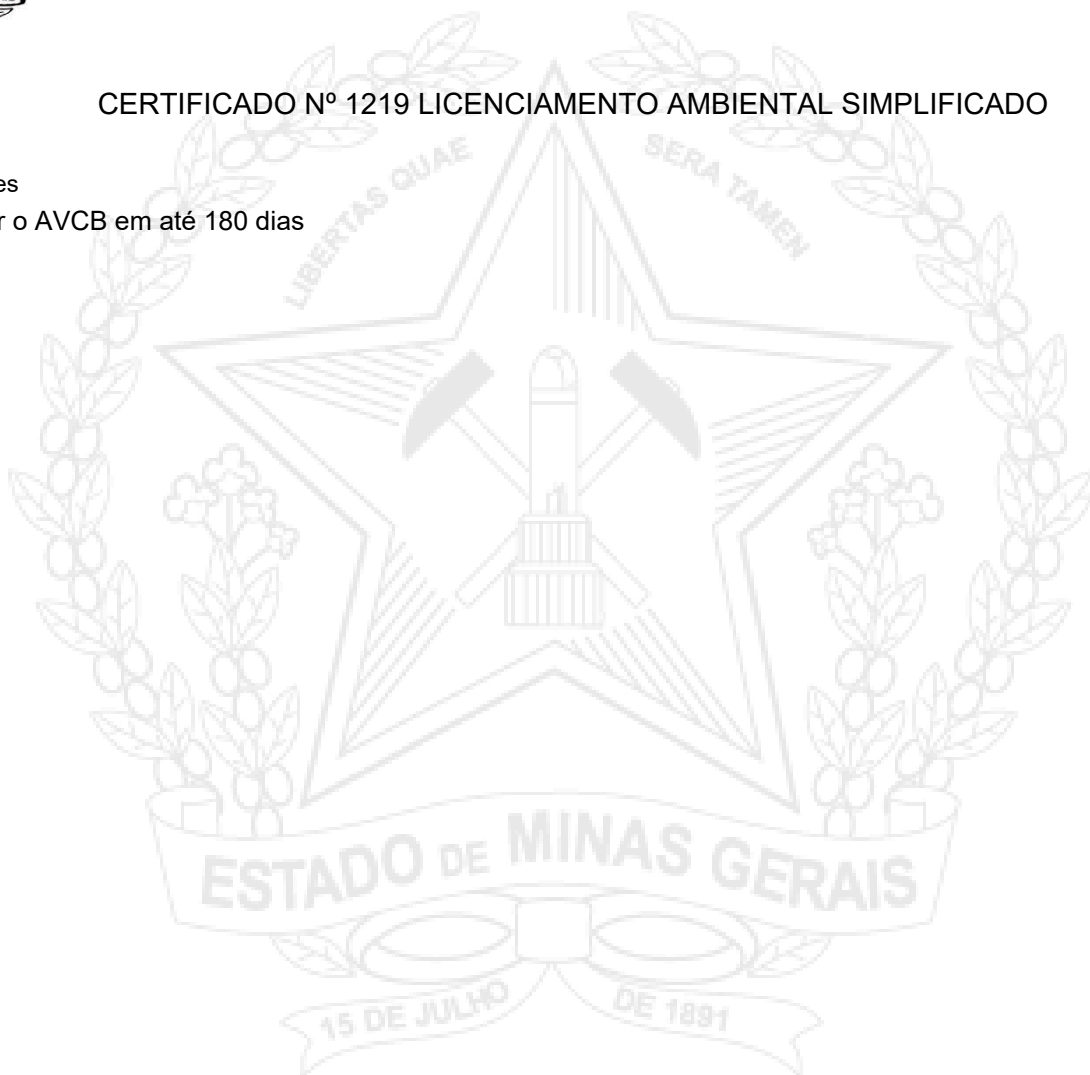 CERTIFICADO Nº 1219 LICENCIAMENTO AMBIENTAL SIMPLIFICADO
LIBERTAS QUAE SERA TAMEN
o AVCB em até 180 dias
ESTADO DE MINAS GERAIS
15 DE JULHO DE 1891